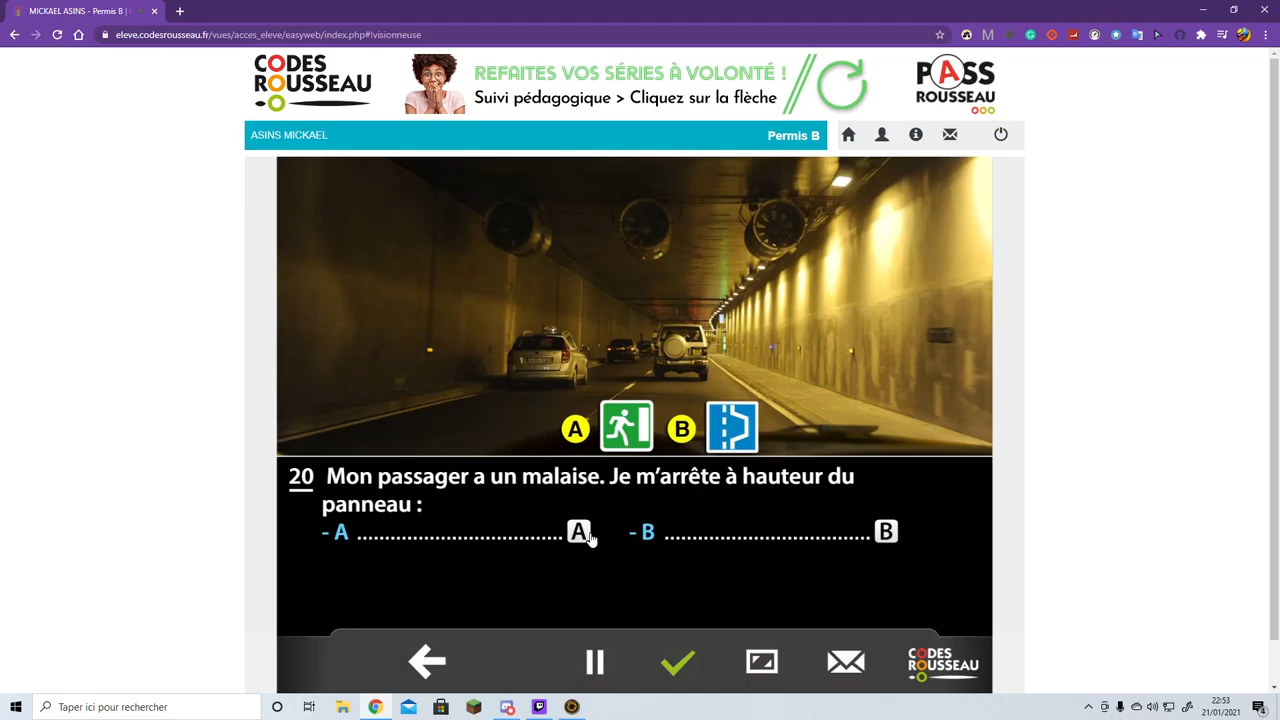 MICKAEL ASINS - Permis B |
eleve.codesrousseau.fr/vues/acces_eleve/easyweb/index.php#!visionneuse
CODES
ROUSSEAU
REFAITES VOS SÉRIES À VOLONTÉ !
Suivi pédagogique > Cliquez sur la flèche
PASS
ROUSSEAU
ASINS MICKAEL
Permis B
A
B
20 Mon passager a un malaise. Je m'arrête à hauteur du
panneau :
- A .................................... A - B .................................... B
CODES
ROUSSEAU
Taper ici pour rechercher
22:53
21/01/2021
4